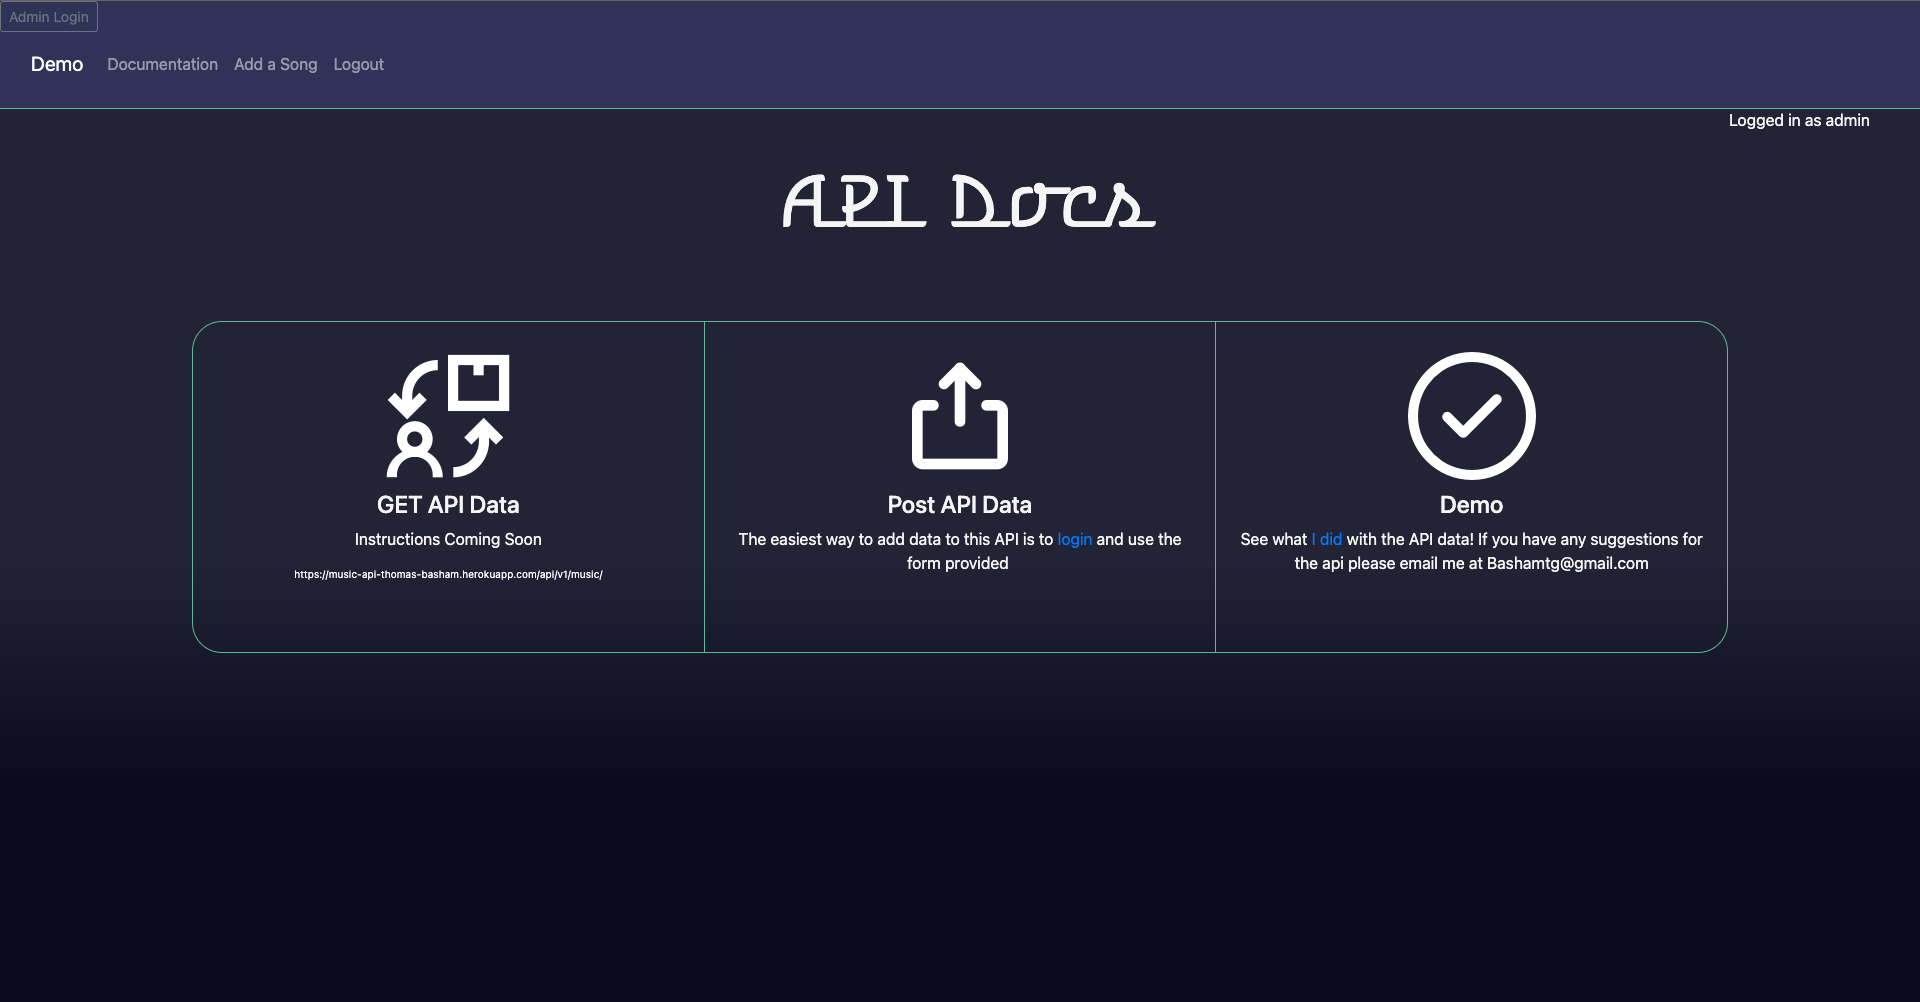 Admin Login
Demo Documentation Add a Song Logout
Logged in as admin
API Docs
GET API Data
Instructions Coming Soon
https://music-api-thomas-basham.herokuapp.com/api/v1/music/
Post API Data
The easiest way to add data to this API is to login and use the
form provided
Demo
See what I did with the API data! If you have any suggestions for
the api please email me at Bashamtg@gmail.com